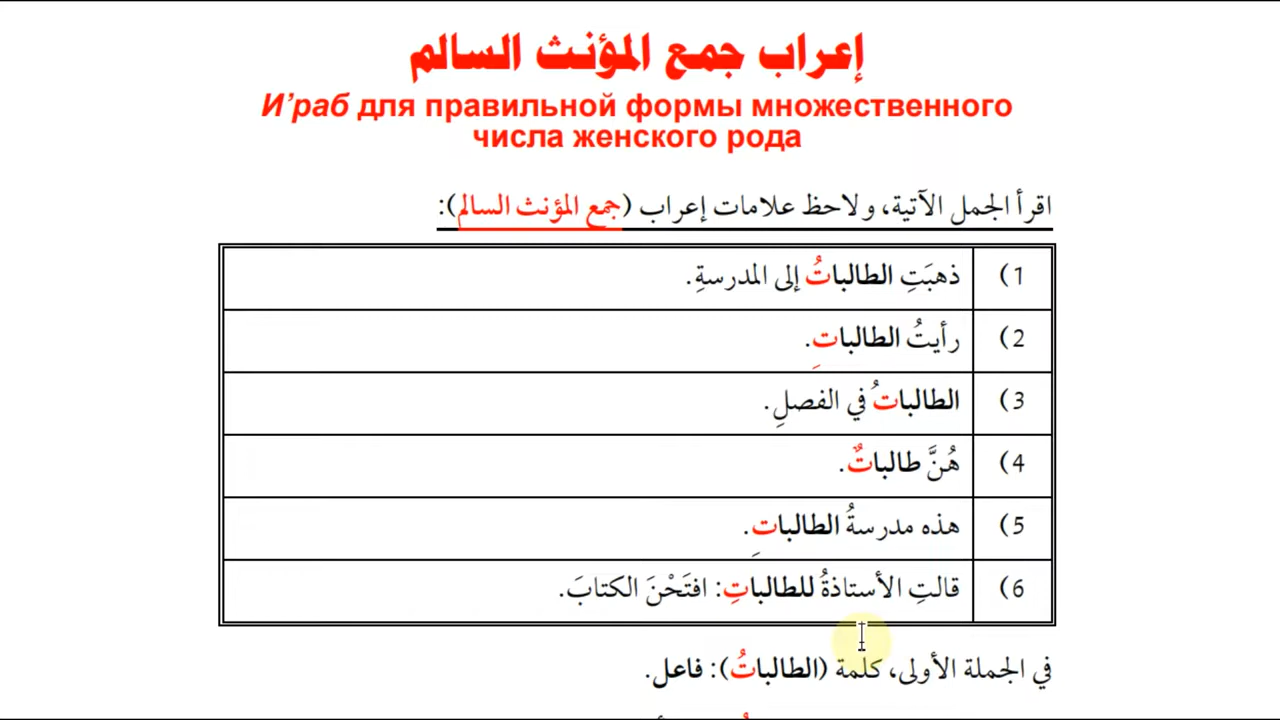 إعراب جمع المؤنث السالم
И’раб для правильной формы множественного
числа женского рода
اقرأ الجمل الآتية، ولاحظ علامات إعراب (جمع المؤنث السالم):
1) ذهبَتِ الطالباتُ إلى المدرسةِ.
2) رأيتُ الطالباتِ.
3) الطالباتُ في الفصلِ.
4) هُنَّ طالباتٌ.
5) هذه مدرسةُ الطالباتِ.
6) قالتِ الأستاذةُ للطالباتِ: افتَحْنَ الكتابَ.
في الجملة الأولى، كلمة (الطالباتُ): فاعل.